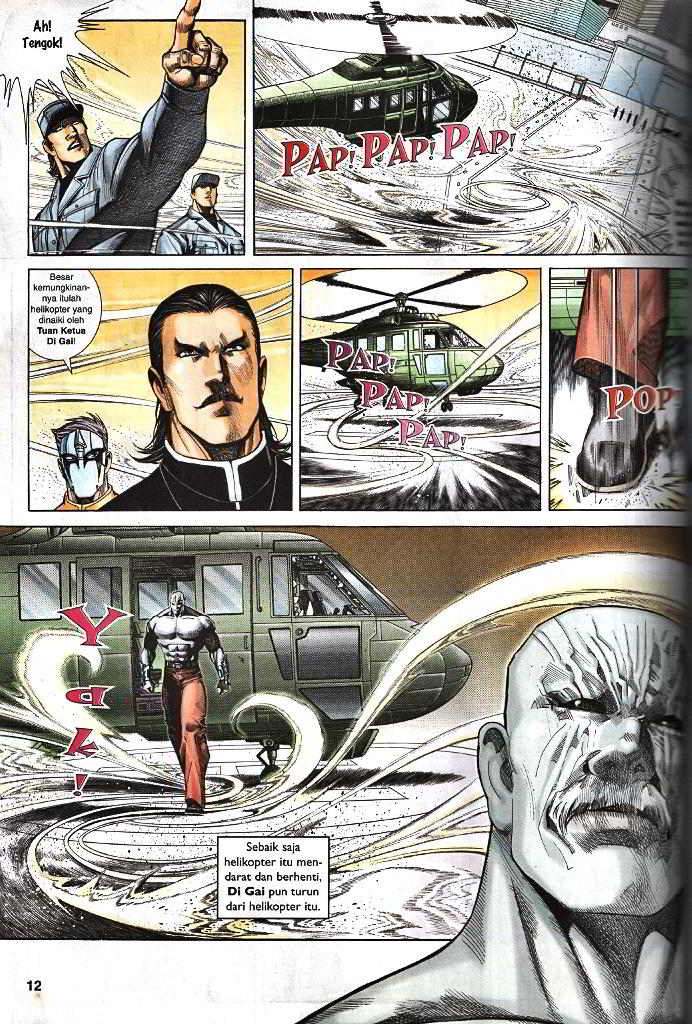 Ah!
Tengok!
PAP! PAP! PAP!
Besar
kemungkinan-
nya itulah
helikopter yang
dinaiki oleh
Tuan Ketua
Di Gai!
PAP!
PAP!
PAP!
POP
Yak!
Sebaik saja
helikopter itu men-
darat dan berhenti,
Di Gai pun turun
dari helikopter itu.
12